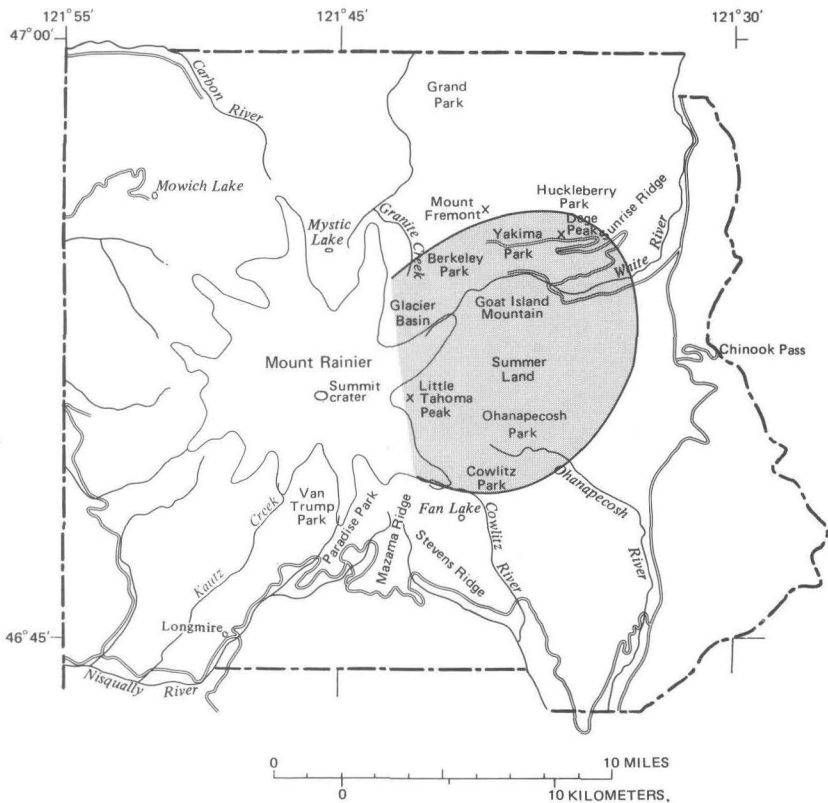 121°55′
121°45′
121°30′
47°00′
Carbon
River
Grand
Park
Mowich Lake
Mount
Fremont
Huckleberry
Park
Dege
Peak
Sunrise Ridge
Mystic
Lake
Granite Creek
Yakima
Park
River
White
Berkeley
Park
Glacier
Basin
Goat Island
Mountain
Chinook Pass
Mount Rainier
Summer
Land
Summit
crater
Little
Tahoma
Peak
Ohanapecosh
Park
Cowlitz
Park
Ohanapecosh
River
Van
Trump
Park
Paradise Park
Fan Lake
Cowlitz
River
Creek
Kautz
Mazama Ridge
Stevens Ridge
46°45′
Longmire
Nisqually
River
0
10 MILES
0
10 KILOMETERS.